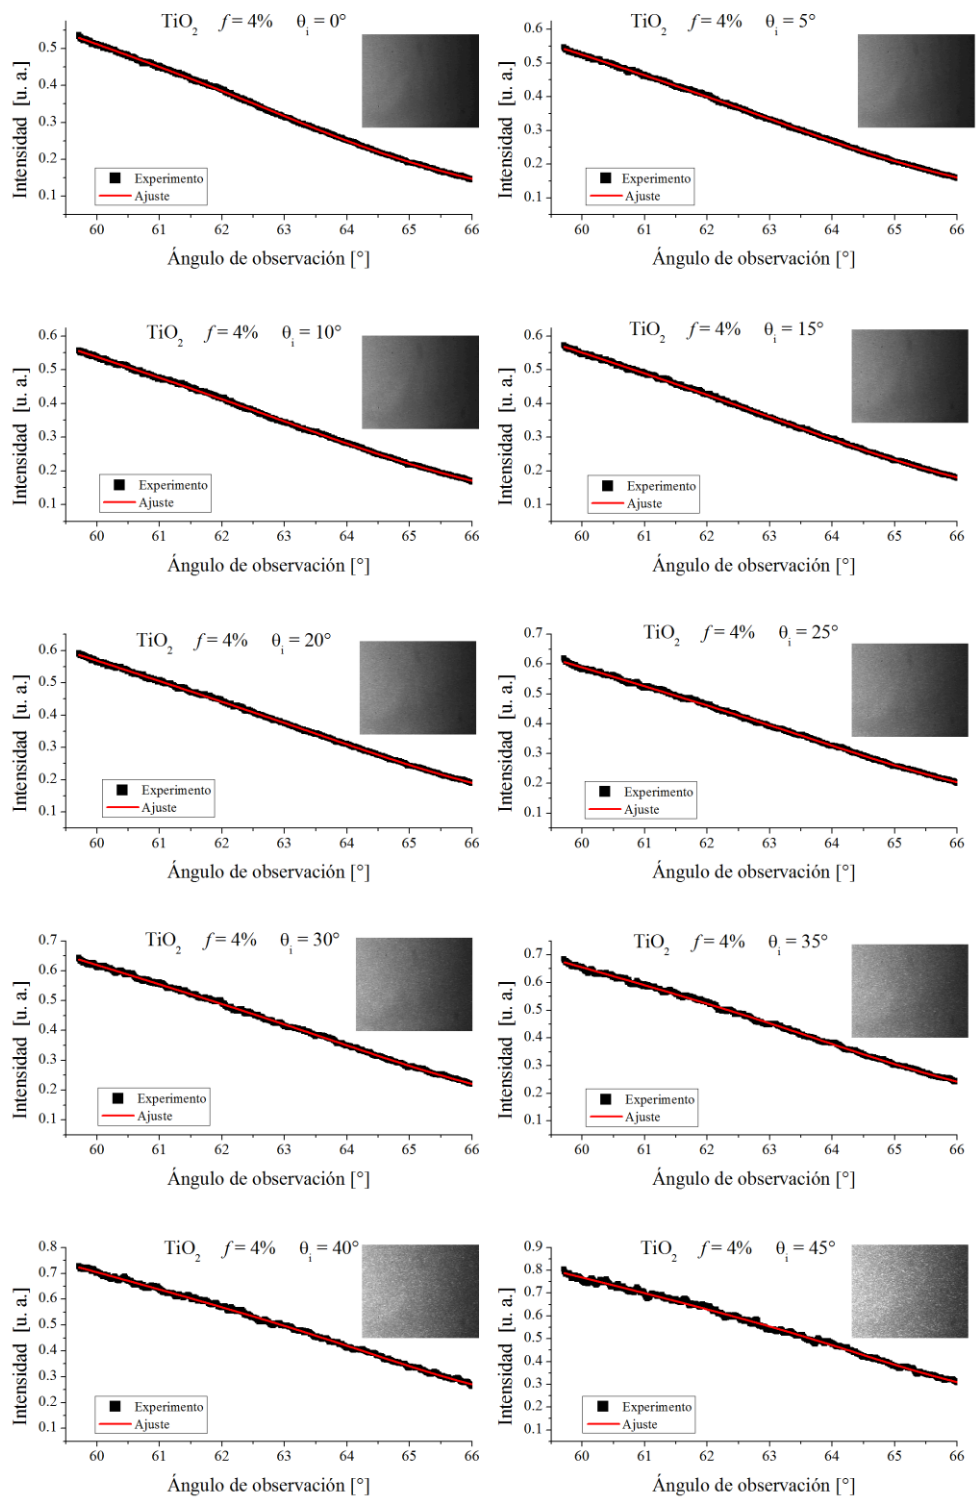 TiO2 f = 4% θi = 0°
Intensidad [u. a.]
0.5
0.4
0.3
0.2
0.1
Experimento
Ajuste
60 61 62 63 64 65 66
Ángulo de observación [°]
TiO2 f = 4% θi = 5°
Intensidad [u. a.]
0.6
0.5
0.4
0.3
0.2
0.1
Experimento
Ajuste
60 61 62 63 64 65 66
Ángulo de observación [°]
TiO2 f = 4% θi = 10°
Intensidad [u. a.]
0.6
0.5
0.4
0.3
0.2
0.1
Experimento
Ajuste
60 61 62 63 64 65 66
Ángulo de observación [°]
TiO2 f = 4% θi = 15°
Intensidad [u. a.]
0.6
0.5
0.4
0.3
0.2
0.1
Experimento
Ajuste
60 61 62 63 64 65 66
Ángulo de observación [°]
TiO2 f = 4% θi = 20°
Intensidad [u. a.]
0.6
0.5
0.4
0.3
0.2
0.1
Experimento
Ajuste
60 61 62 63 64 65 66
Ángulo de observación [°]
TiO2 f = 4% θi = 25°
Intensidad [u. a.]
0.7
0.6
0.5
0.4
0.3
0.2
0.1
Experimento
Ajuste
60 61 62 63 64 65 66
Ángulo de observación [°]
TiO2 f = 4% θi = 30°
Intensidad [u. a.]
0.7
0.6
0.5
0.4
0.3
0.2
0.1
Experimento
Ajuste
60 61 62 63 64 65 66
Ángulo de observación [°]
TiO2 f = 4% θi = 35°
Intensidad [u. a.]
0.7
0.6
0.5
0.4
0.3
0.2
0.1
Experimento
Ajuste
60 61 62 63 64 65 66
Ángulo de observación [°]
TiO2 f = 4% θi = 40°
Intensidad [u. a.]
0.8
0.7
0.6
0.5
0.4
0.3
0.2
0.1
Experimento
Ajuste
60 61 62 63 64 65 66
Ángulo de observación [°]
TiO2 f = 4% θi = 45°
Intensidad [u. a.]
0.9
0.8
0.7
0.6
0.5
0.4
0.3
0.2
0.1
Experimento
Ajuste
60 61 62 63 64 65 66
Ángulo de observación [°]